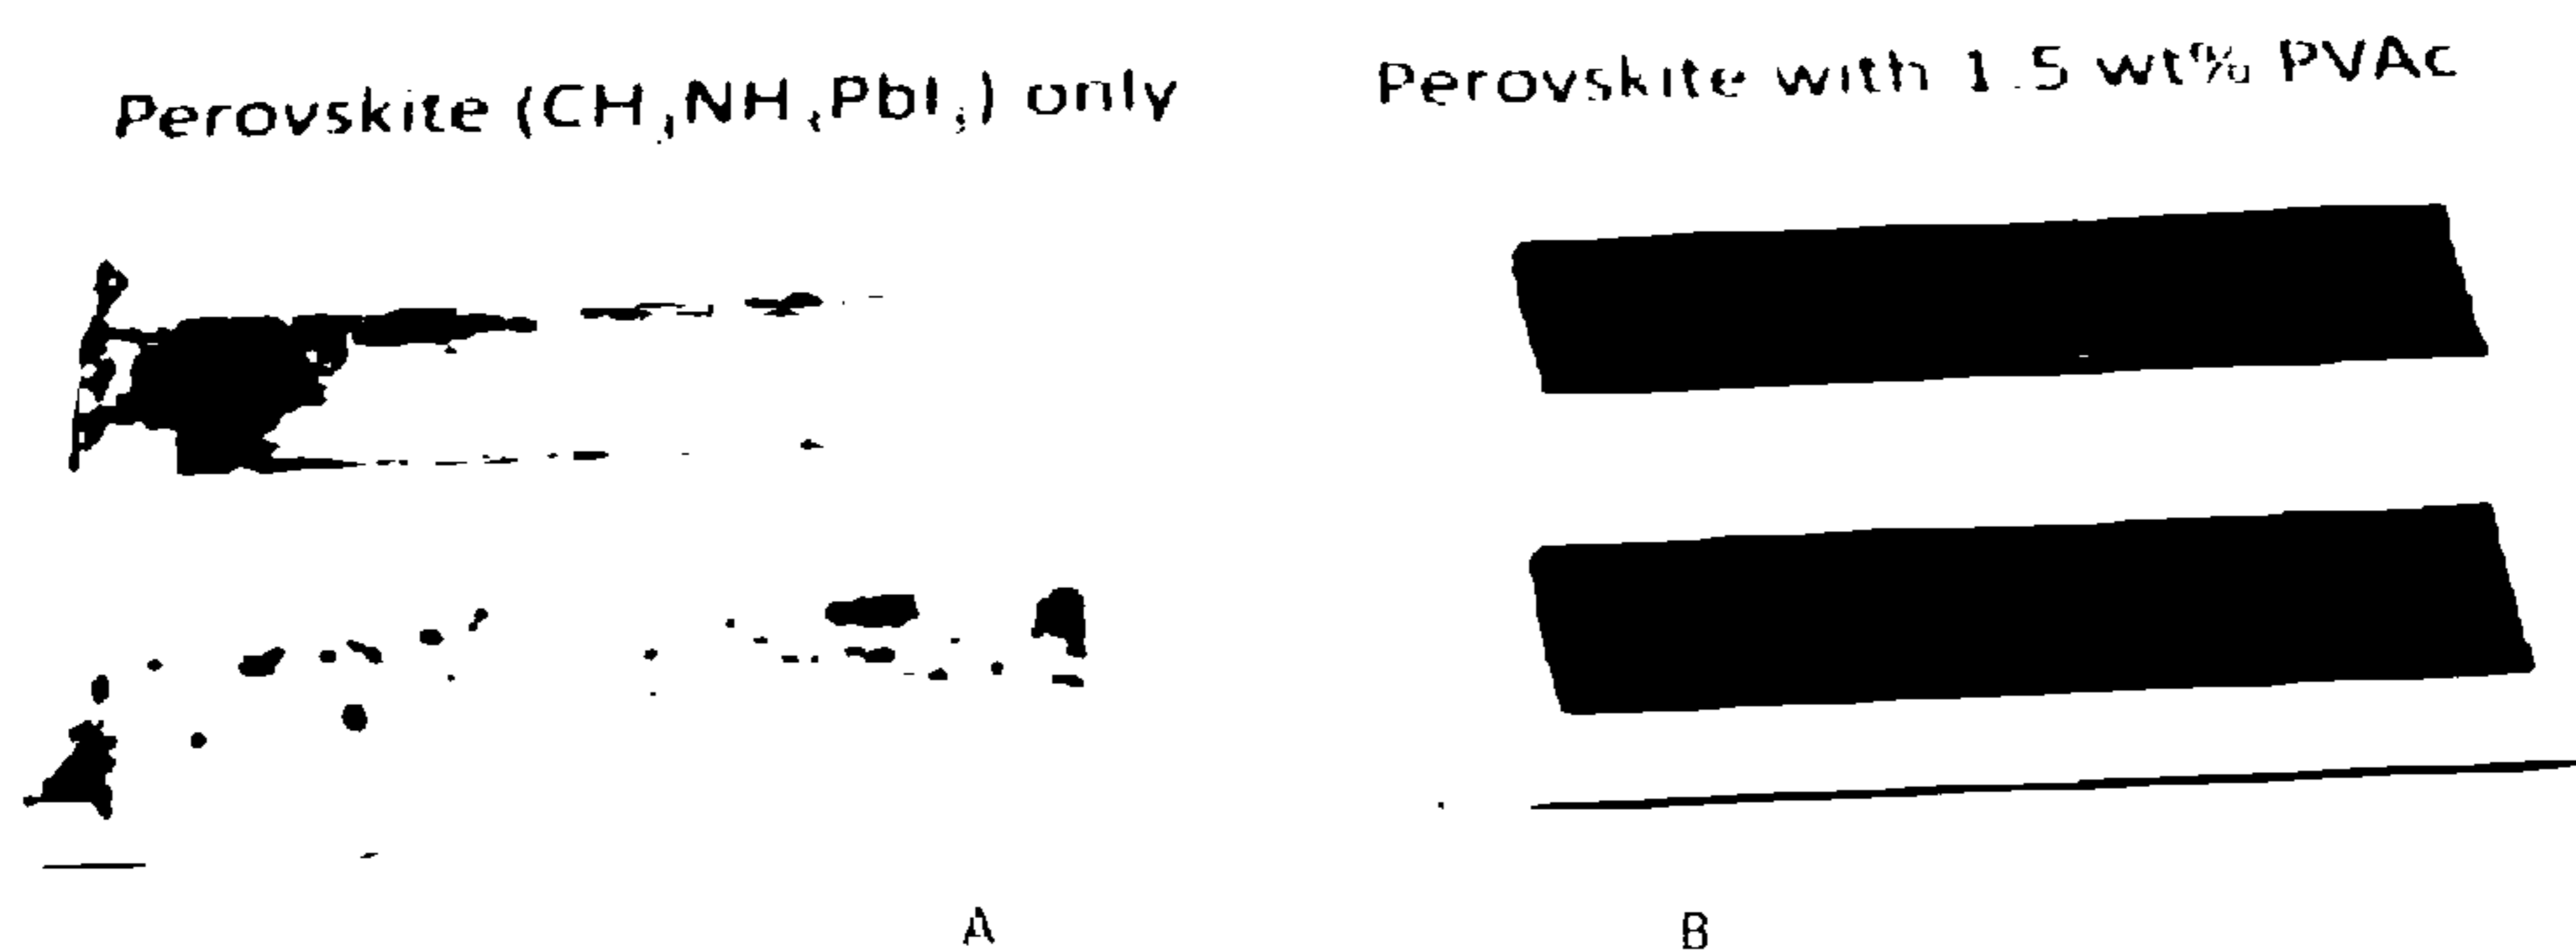 Perovskite (CH₃NH₃PbI₃) only
Perovskite with 1.5 wt% PVAc
A
B